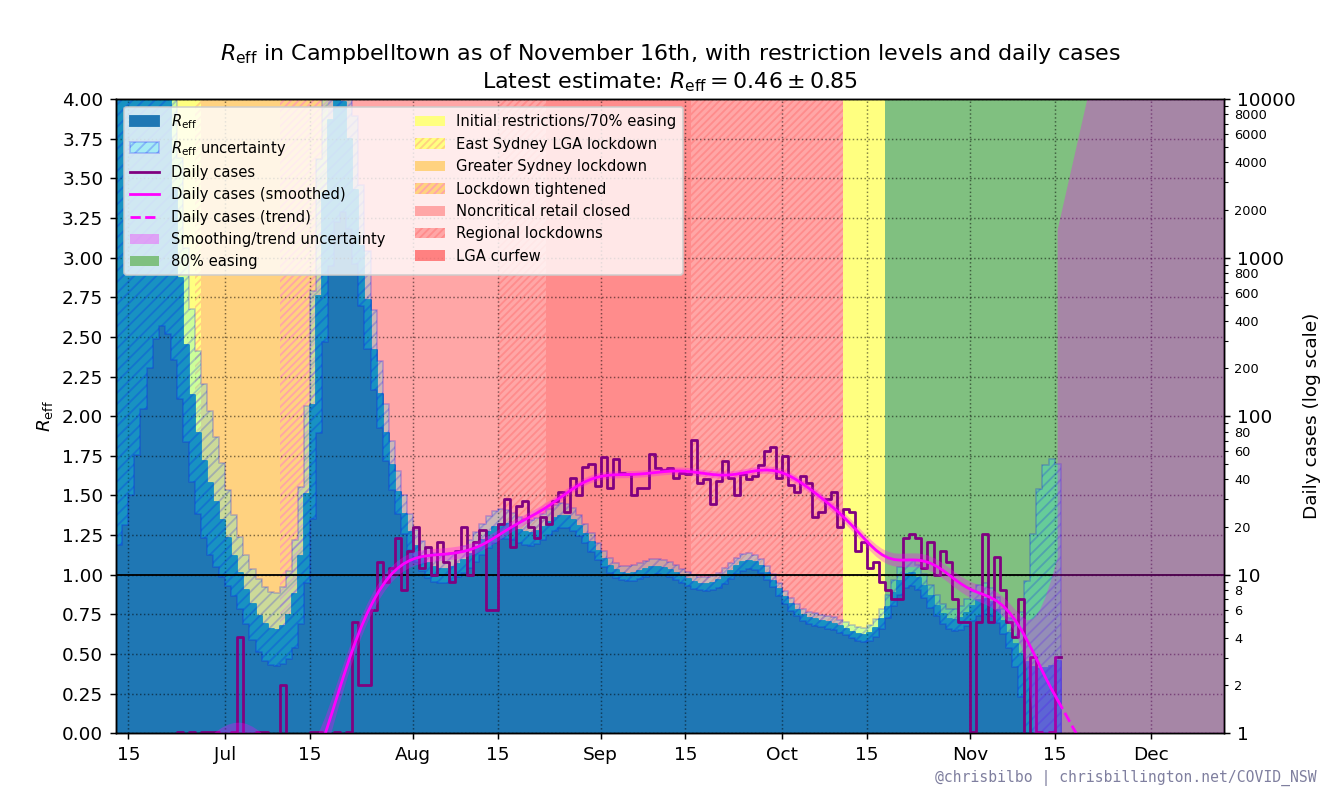 Reff in Campbelltown as of November 16th, with restriction levels and daily cases
Latest estimate: Reff = 0.46 ± 0.85
Reff
Reff uncertainty
Daily cases
Daily cases (smoothed)
Daily cases (trend)
Smoothing/trend uncertainty
80% easing
Initial restrictions/70% easing
East Sydney LGA lockdown
Greater Sydney lockdown
Lockdown tightened
Noncritical retail closed
Regional lockdowns
LGA curfew
Reff
4.00
3.75
3.50
3.25
3.00
2.75
2.50
2.25
2.00
1.75
1.50
1.25
1.00
0.75
0.50
0.25
0.00
10000
8000
6000
4000
2000
1000
800
600
400
200
100
80
60
40
20
10
8
6
4
2
1
Daily cases (log scale)
15 Jul 15 Aug 15 Sep 15 Oct 15 Nov 15 Dec
@chrisbilbo | chrisbillington.net/COVID_NSW